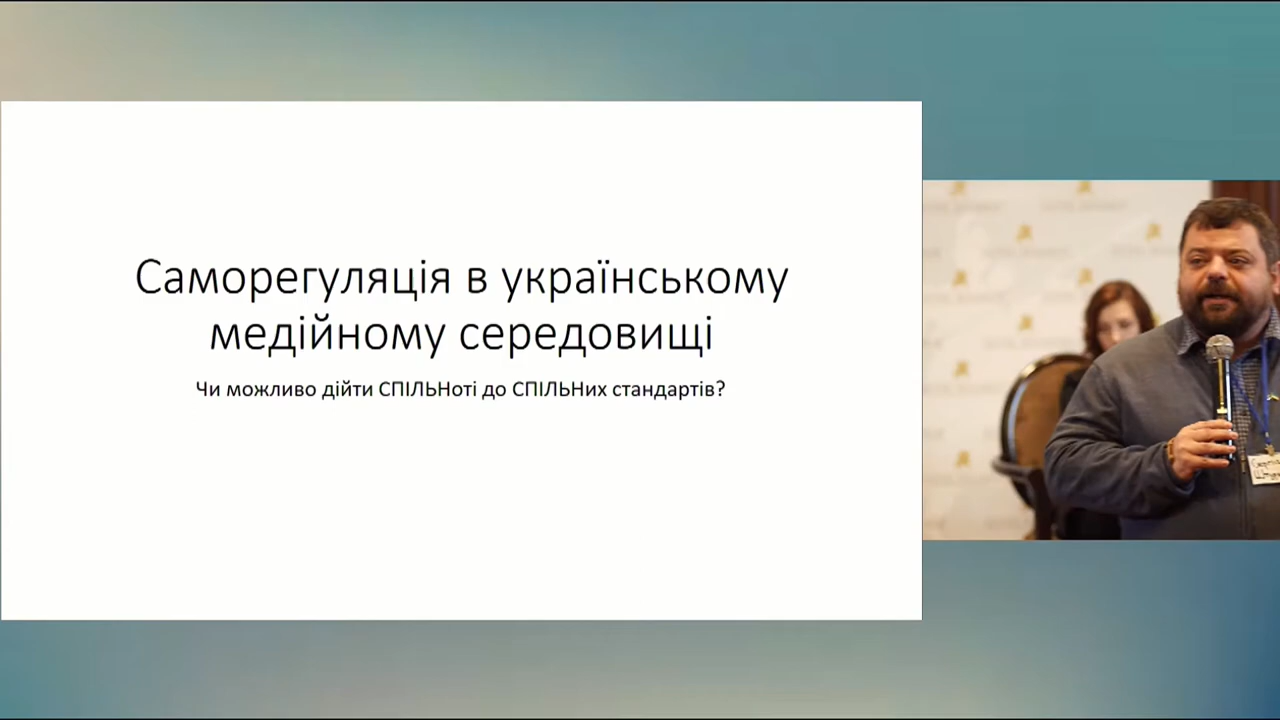 Саморегуляція в українському
медійному середовищі
Чи можливо дійти СПІЛЬНоті до СПІЛЬНих стандартів?